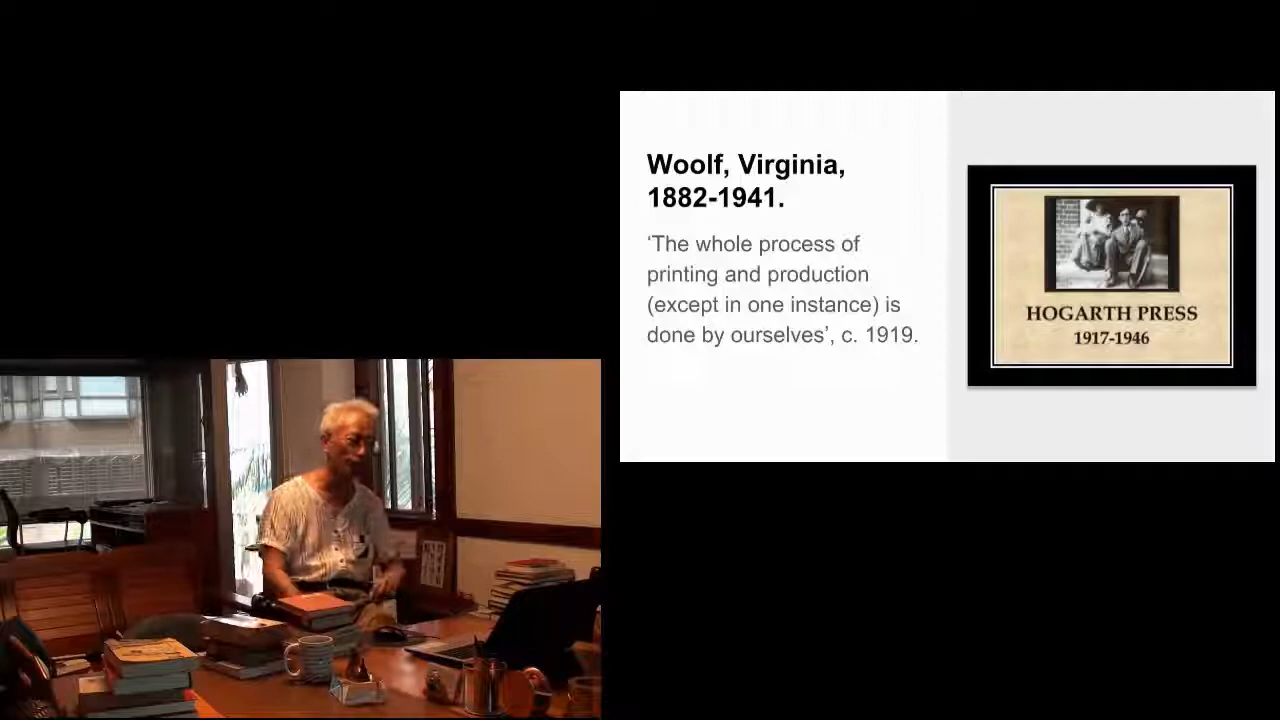 Woolf, Virginia,
1882-1941.
‘The whole process of
printing and production
(except in one instance) is
done by ourselves’, c. 1919.
HOGARTH PRESS
1917-1946